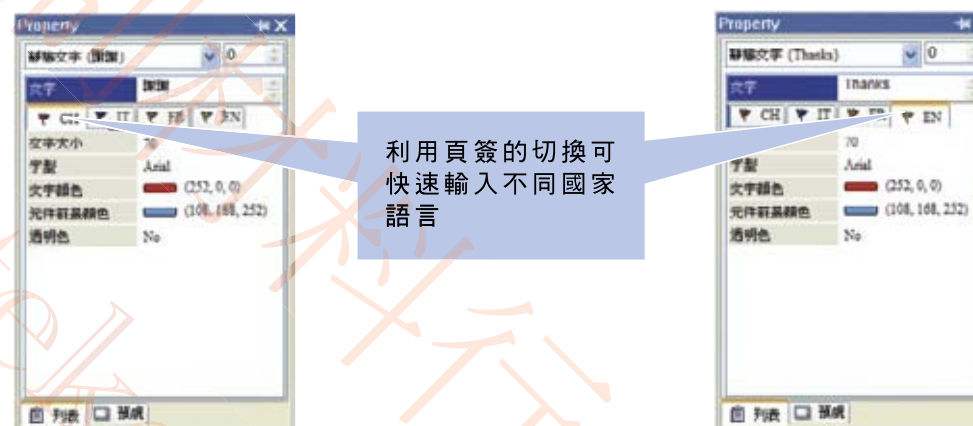 Property
靜態文字 (謝謝)
0
文字
謝謝
CH
IT
FR
EN
文字大小
70
字型
Arial
文字顏色
(252, 0, 0)
元件前景顏色
(108, 168, 252)
透明色
No
列表
預視
利用頁簽的切換可
快速輸入不同國家
語言
Property
靜態文字 (Thanks)
0
文字
Thanks
CH
IT
FR
EN
70
字型
Arial
文字顏色
(252, 0, 0)
元件前景顏色
(108, 168, 252)
透明色
No
列表
預視
科行